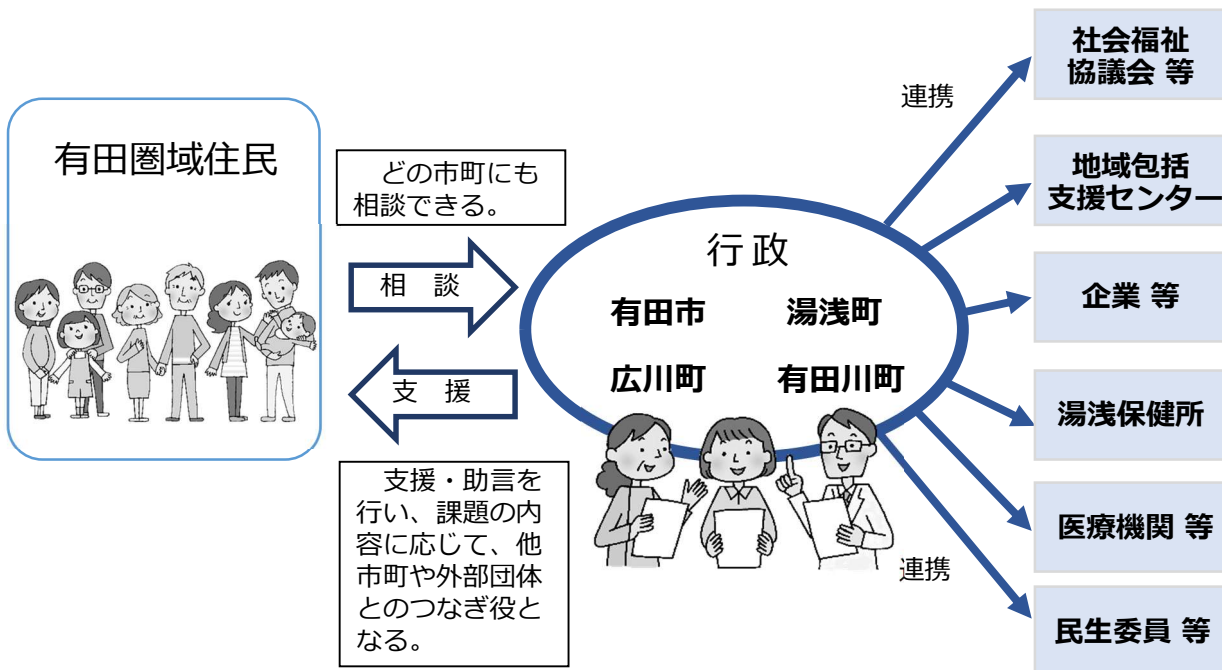 有田圏域住民
どの市町にも
相談できる。
相　談
支　援
支援・助言を
行い、課題の内
容に応じて、他
市町や外部団体
とのつなぎ役と
なる。
行政
有田市　湯浅町
広川町　有田川町
連携
連携
社会福祉
協議会 等
地域包括
支援センター
企業 等
湯浅保健所
医療機関 等
民生委員 等